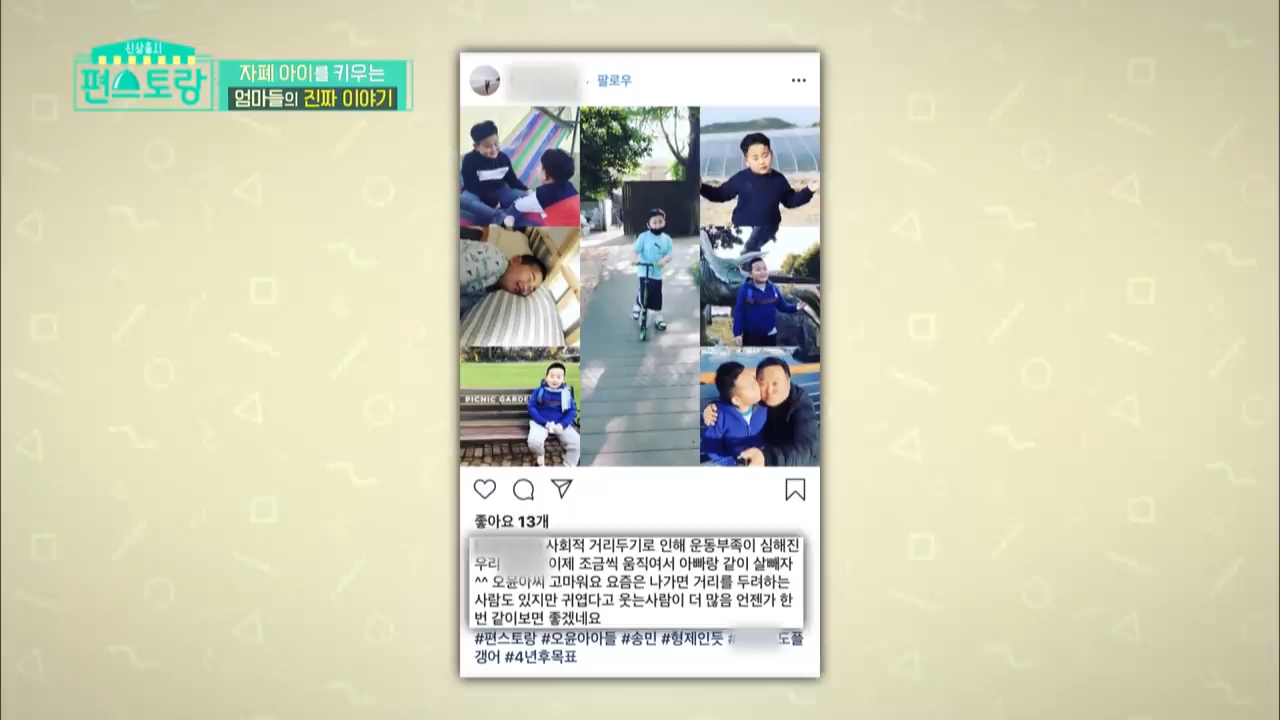 신상출시
편스토랑
자폐 아이를 키우는
엄마들의 진짜 이야기
· 팔로우
PICNIC GARDE
좋아요 13개
사회적 거리두기로 인해 운동부족이 심해진
우리 이제 조금씩 움직여서 아빠랑 같이 살빼자
^^ 오윤아씨 고마워요 요즘은 나가면 거리를 두려하는
사람도 있지만 귀엽다고 웃는사람이 더 많음 언젠가 한
번 같이보면 좋겠네요
#편스토랑 #오윤아아들 #송민 #형제인듯 # 도플
갱어 #4년후목표